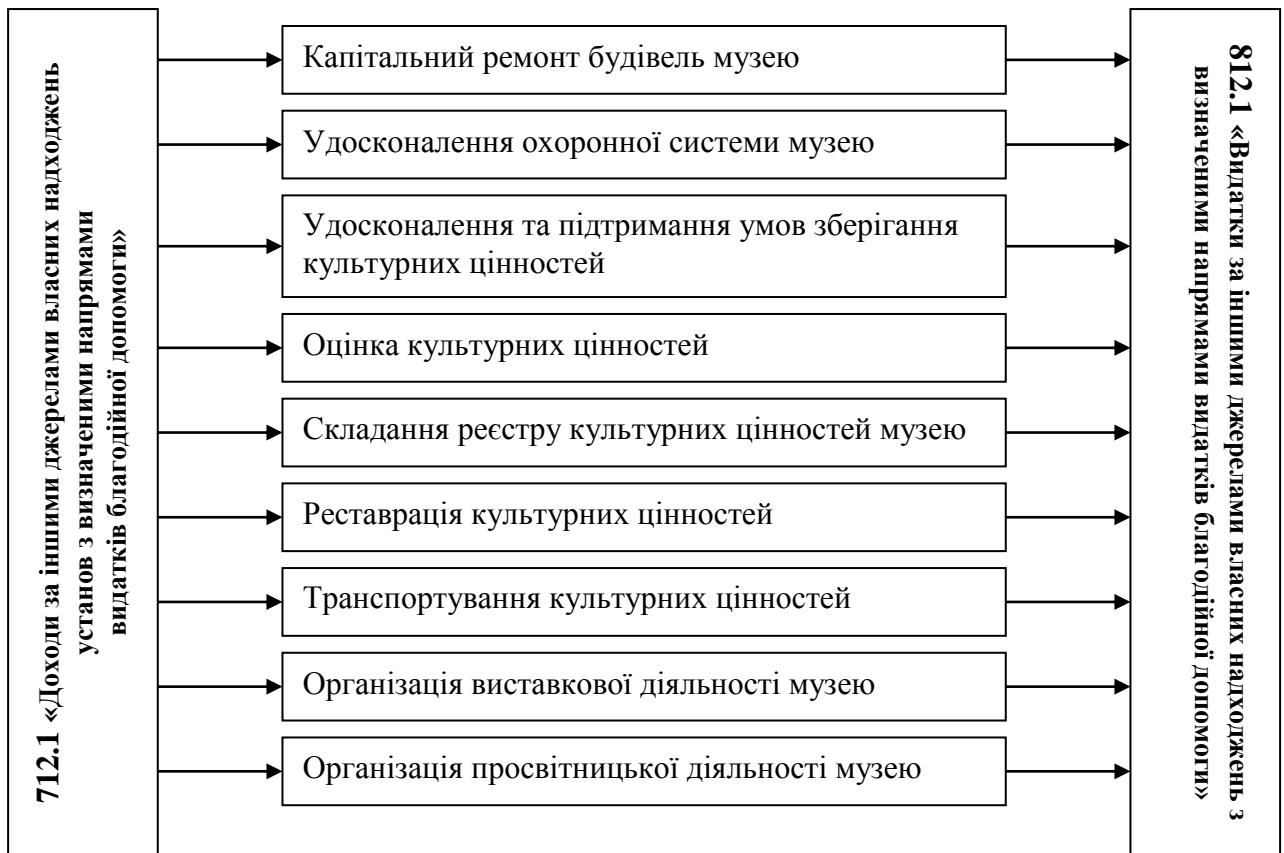 712.1 «Доходи за іншими джерелами власних надходжень
установ з визначеними напрямами
видатків благодійної допомоги»
Капітальний ремонт будівель музею
Удосконалення охоронної системи музею
Удосконалення та підтримання умов зберігання
культурних цінностей
Оцінка культурних цінностей
Складання реєстру культурних цінностей музею
Реставрація культурних цінностей
Транспортування культурних цінностей
Організація виставкової діяльності музею
Організація просвітницької діяльності музею
812.1 «Видатки за іншими джерелами власних надходжень з
визначеними напрямами видатків благодійної допомоги»